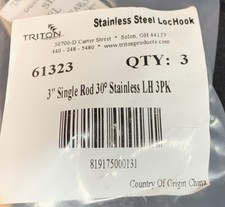 Stainless Steel LocHook
TRITON
30700-D Carter Street • Solon, OH 44139
440-248-5480 • www.tritonproducts.com
61323 QTY: 3
3" Single Rod 30° Stainless LH 3PK
819175000131
Country Of Origin China